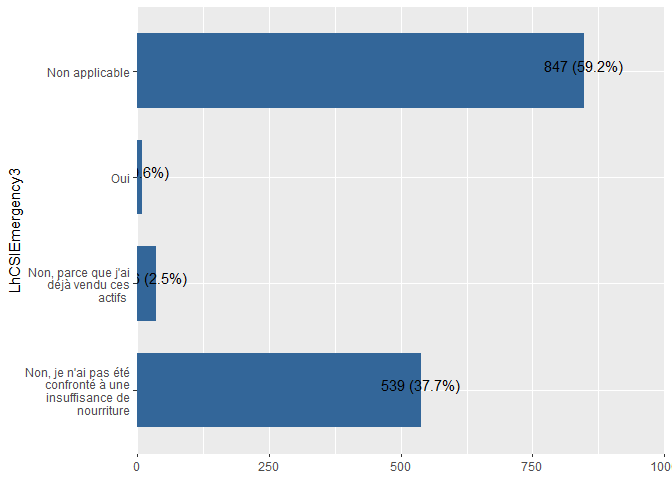 LhCSIEmergency3
Non applicable
847 (59.2%)
Oui
.6%)
Non, parce que j'ai
déjà vendu ces
actifs
6 (2.5%)
Non, je n'ai pas été
confronté à une
insuffisance de
nourriture
539 (37.7%)
0
250
500
750
100